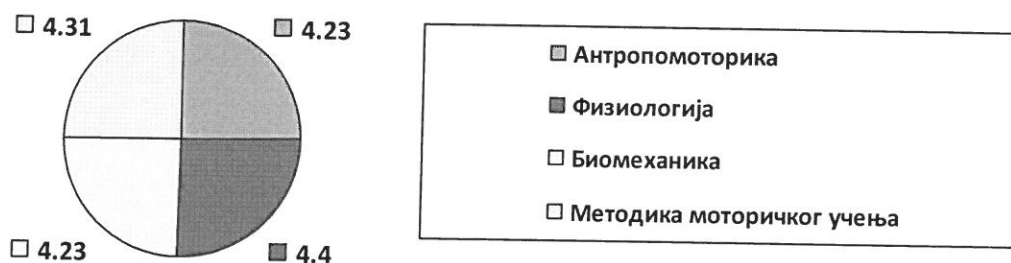 4.31
4.23
4.23
4.4
Антропомоторика
Физиологија
Биомеханика
Методика моторичког учења